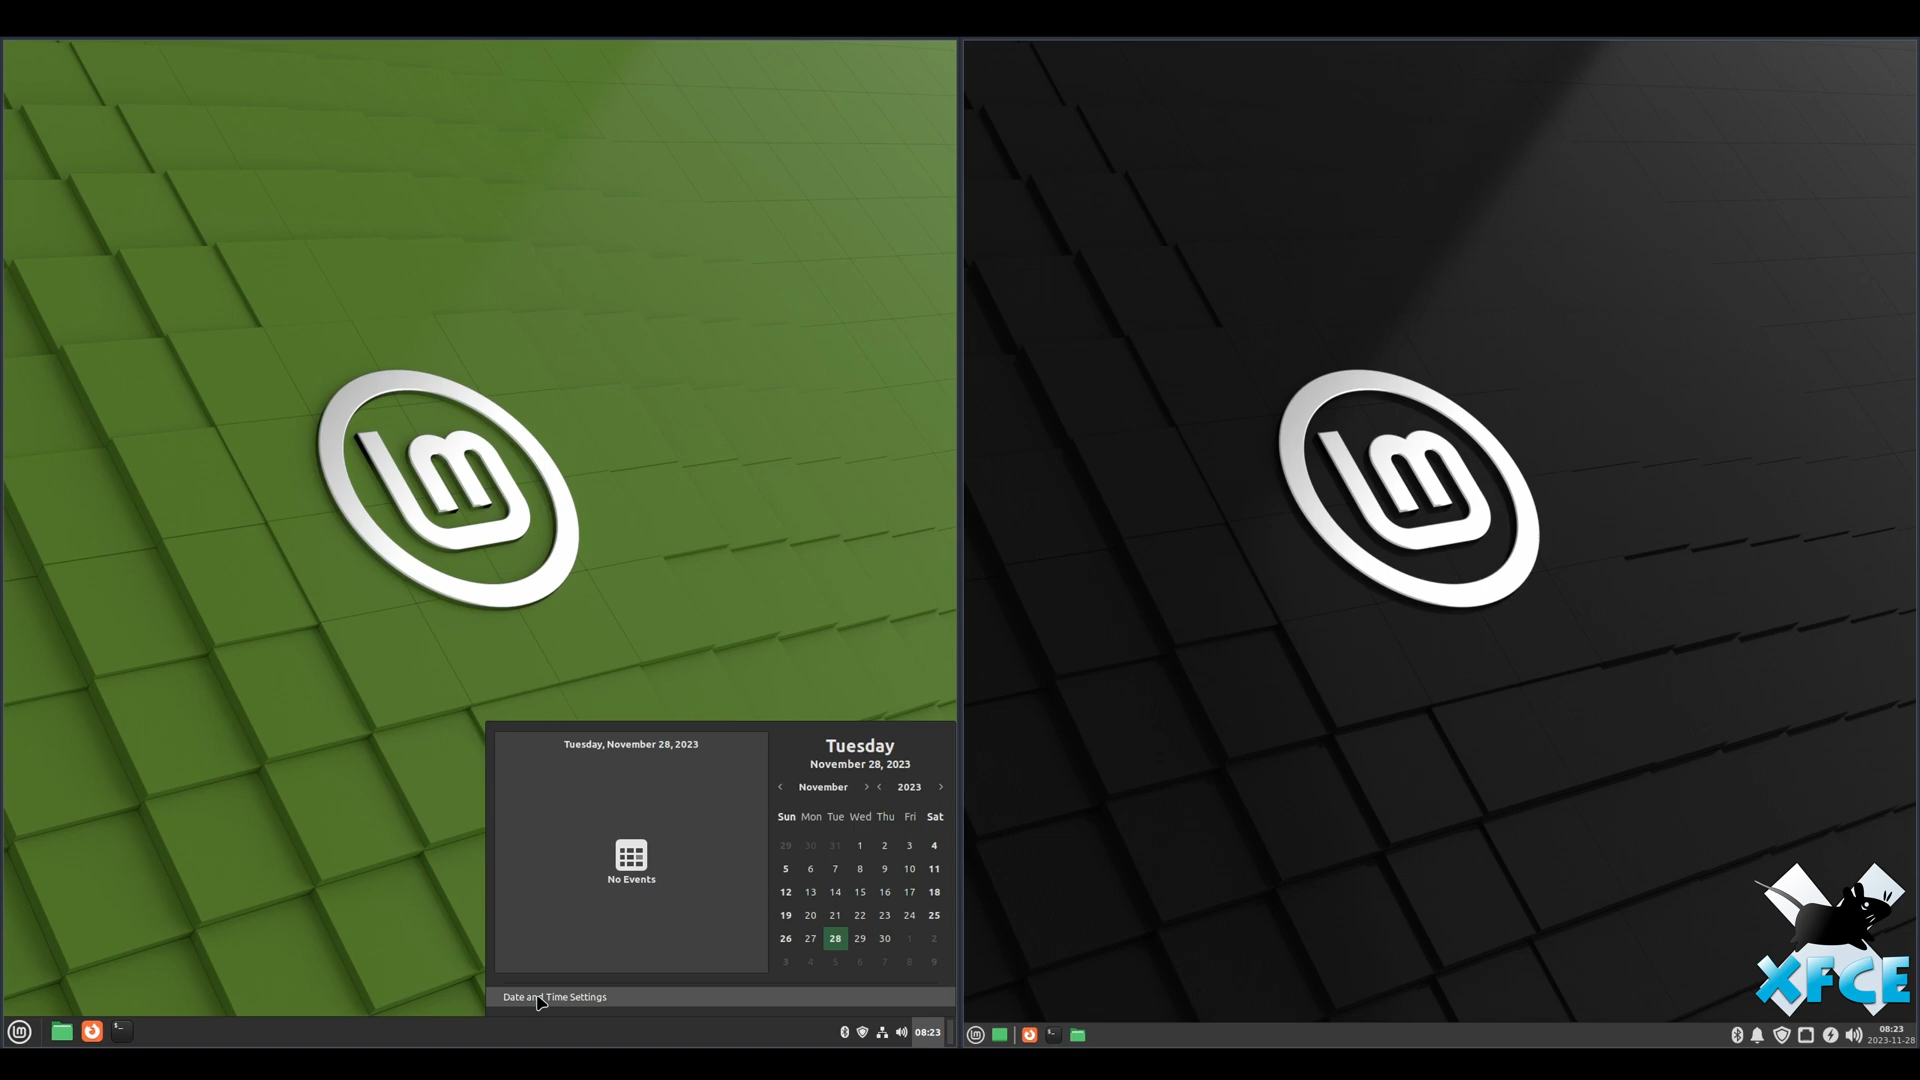 lm
lm
Tuesday, November 28, 2023
No Events
Tuesday
November 28, 2023
< November > < 2023 >
Sun Mon Tue Wed Thu Fri Sat
29 30 31 1 2 3 4
5 6 7 8 9 10 11
12 13 14 15 16 17 18
19 20 21 22 23 24 25
26 27 28 29 30 1 2
3 4 5 6 7 8 9
Date and Time Settings
08:23
XFCE
08:23
2023-11-28